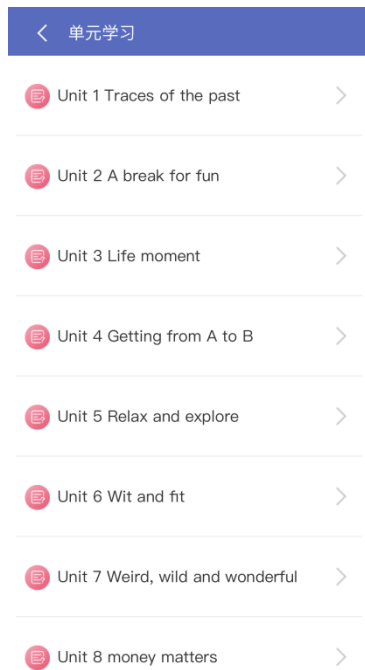 单元学习
Unit 1 Traces of the past
Unit 2 A break for fun
Unit 3 Life moment
Unit 4 Getting from A to B
Unit 5 Relax and explore
Unit 6 Wit and fit
Unit 7 Weird, wild and wonderful
Unit 8 money matters